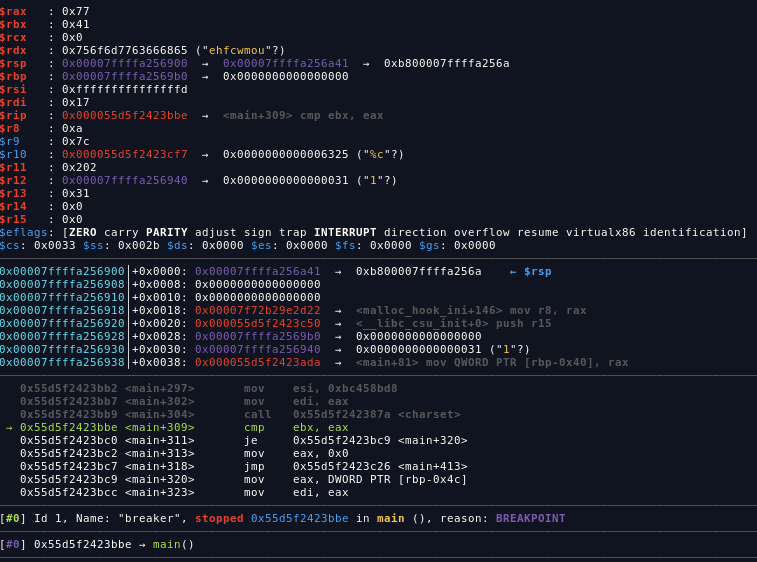 $rax   : 0x77
$rbx   : 0x41
$rcx   : 0x0
$rdx   : 0x756f6d7763666865 ("ehfcwmou"?)
$rsp   : 0x00007ffffa256900  →  0x00007ffffa256a41  →  0xb800007ffffa256a
$rbp   : 0x00007ffffa2569b0  →  0x0000000000000000
$rsi   : 0xfffffffffffffffd
$rdi   : 0x17
$rip   : 0x000055d5f2423bbe  →  <main+309> cmp ebx, eax
$r8    : 0xa
$r9    : 0x7c
$r10   : 0x000055d5f2423cf7  →  0x0000000000006325 ("%c"?)
$r11   : 0x202
$r12   : 0x00007ffffa256940  →  0x0000000000000031 ("1"?)
$r13   : 0x31
$r14   : 0x0
$r15   : 0x0
$eflags: [ZERO carry PARITY adjust sign trap INTERRUPT direction overflow resume virtualx86 identification]
$cs: 0x0033 $ss: 0x002b $ds: 0x0000 $es: 0x0000 $fs: 0x0000 $gs: 0x0000
0x00007ffffa256900│+0x0000: 0x00007ffffa256a41  →  0xb800007ffffa256a    ← $rsp
0x00007ffffa256908│+0x0008: 0x0000000000000000
0x00007ffffa256910│+0x0010: 0x0000000000000000
0x00007ffffa256918│+0x0018: 0x00007f72b29e2d22  →  <malloc_hook_ini+146> mov r8, rax
0x00007ffffa256920│+0x0020: 0x000055d5f2423c50  →  <__libc_csu_init+0> push r15
0x00007ffffa256928│+0x0028: 0x00007ffffa2569b0  →  0x0000000000000000
0x00007ffffa256930│+0x0030: 0x00007ffffa256940  →  0x0000000000000031 ("1"?)
0x00007ffffa256938│+0x0038: 0x000055d5f2423ada  →  <main+81> mov QWORD PTR [rbp-0x40], rax
0x55d5f2423bb2 <main+297>       mov    esi, 0xbc458bd8
0x55d5f2423bb7 <main+302>       mov    edi, eax
0x55d5f2423bb9 <main+304>       call   0x55d5f242387a <charset>
→ 0x55d5f2423bbe <main+309>       cmp    ebx, eax
0x55d5f2423bc0 <main+311>       je     0x55d5f2423bc9 <main+320>
0x55d5f2423bc2 <main+313>       mov    eax, 0x0
0x55d5f2423bc7 <main+318>       jmp    0x55d5f2423c26 <main+413>
0x55d5f2423bc9 <main+320>       mov    eax, DWORD PTR [rbp-0x4c]
0x55d5f2423bcc <main+323>       mov    edi, eax
[#0] Id 1, Name: "breaker", stopped 0x55d5f2423bbe in main (), reason: BREAKPOINT
[#0] 0x55d5f2423bbe → main()